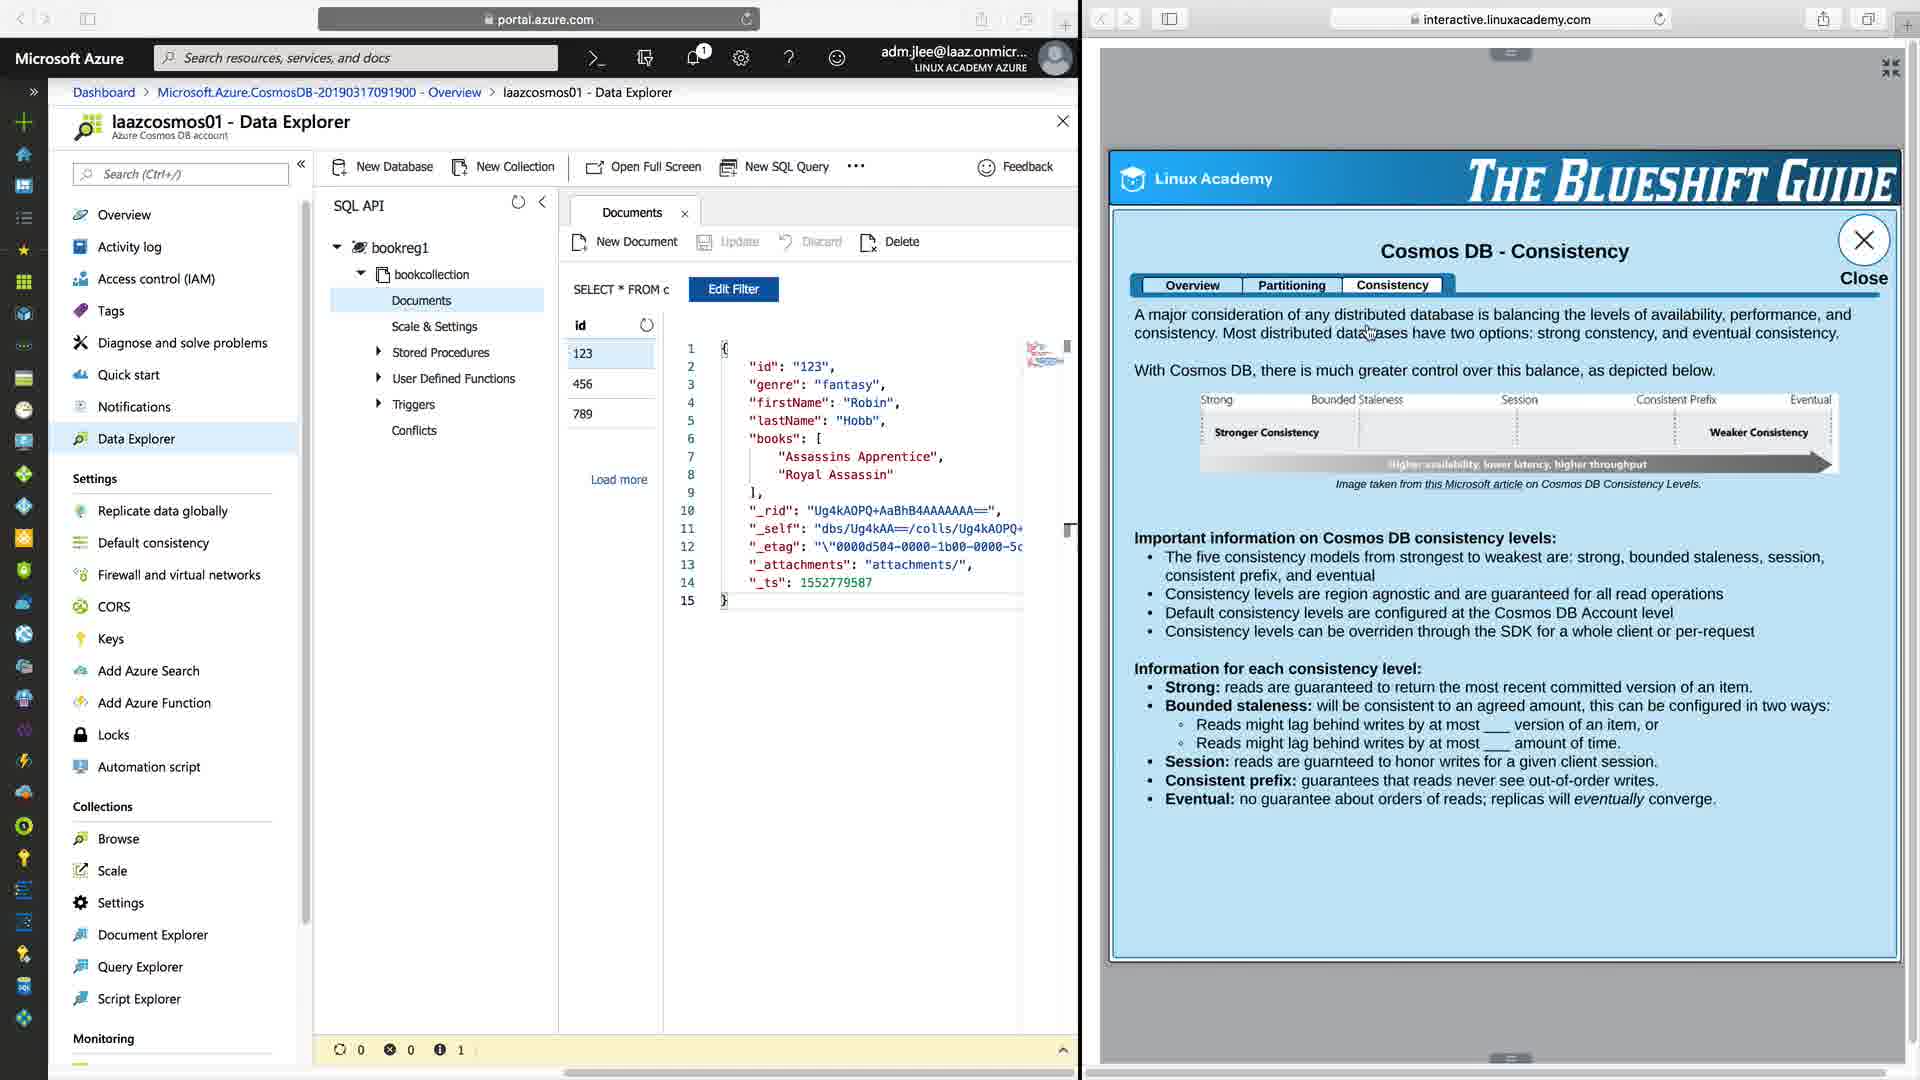 portal.azure.com
Microsoft Azure
Search resources, services, and docs
1
adm.jlee@laaz.onmicr...
LINUX ACADEMY AZURE
Dashboard > Microsoft.Azure.CosmosDB-20190317091900 - Overview > laazcosmos01 - Data Explorer
laazcosmos01 - Data Explorer
Azure Cosmos DB account
Search (Ctrl+/)
Overview
Activity log
Access control (IAM)
Tags
Diagnose and solve problems
Quick start
Notifications
Data Explorer
Settings
Replicate data globally
Default consistency
Firewall and virtual networks
CORS
Keys
Add Azure Search
Add Azure Function
Locks
Automation script
Collections
Browse
Scale
Settings
Document Explorer
Query Explorer
Script Explorer
Monitoring
New Database
New Collection
Open Full Screen
New SQL Query
Feedback
SQL API
bookreg1
bookcollection
Documents
Scale & Settings
Stored Procedures
User Defined Functions
Triggers
Conflicts
Documents
New Document
Update
Discard
Delete
SELECT * FROM c
Edit Filter
id
123
456
789
Load more
1 {
2 "id": "123",
3 "genre": "fantasy",
4 "firstName": "Robin",
5 "lastName": "Hobb",
6 "books": [
7 "Assassins Apprentice",
8 "Royal Assassin"
9 ],
10 "_rid": "Ug4kAOPQ+AaBhB4AAAAAAA==",
11 "_self": "dbs/Ug4kAA==/colls/Ug4kAOPQ+
12 "_etag": "\"0000d504-0000-1b00-0000-5c
13 "_attachments": "attachments/",
14 "_ts": 1552779587
15 }
0 0 1
interactive.linuxacademy.com
Linux Academy
THE BLUESHIFT GUIDE
Cosmos DB - Consistency
Close
Overview
Partitioning
Consistency
A major consideration of any distributed database is balancing the levels of availability, performance, and
consistency. Most distributed databases have two options: strong constency, and eventual consistency.
With Cosmos DB, there is much greater control over this balance, as depicted below.
Strong Bounded Staleness Session Consistent Prefix Eventual
Stronger Consistency Weaker Consistency
Higher availability, lower latency, higher throughput
Image taken from this Microsoft article on Cosmos DB Consistency Levels.
Important information on Cosmos DB consistency levels:
• The five consistency models from strongest to weakest are: strong, bounded staleness, session,
consistent prefix, and eventual
• Consistency levels are region agnostic and are guaranteed for all read operations
• Default consistency levels are configured at the Cosmos DB Account level
• Consistency levels can be overriden through the SDK for a whole client or per-request
Information for each consistency level:
• Strong: reads are guaranteed to return the most recent committed version of an item.
• Bounded staleness: will be consistent to an agreed amount, this can be configured in two ways:
◦ Reads might lag behind writes by at most ___ version of an item, or
◦ Reads might lag behind writes by at most ___ amount of time.
• Session: reads are guarnteed to honor writes for a given client session.
• Consistent prefix: guarantees that reads never see out-of-order writes.
• Eventual: no guarantee about orders of reads; replicas will eventually converge.